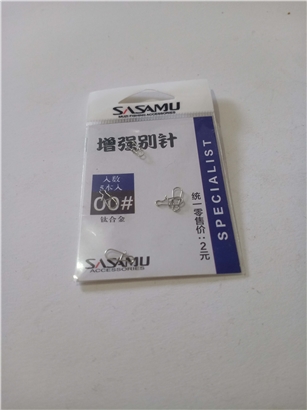 SASAMU
增强别针
入数
5本入
00#
钛合金
统一零售价:2元
SPECIALIST
SASAMU
ACCESSORIES